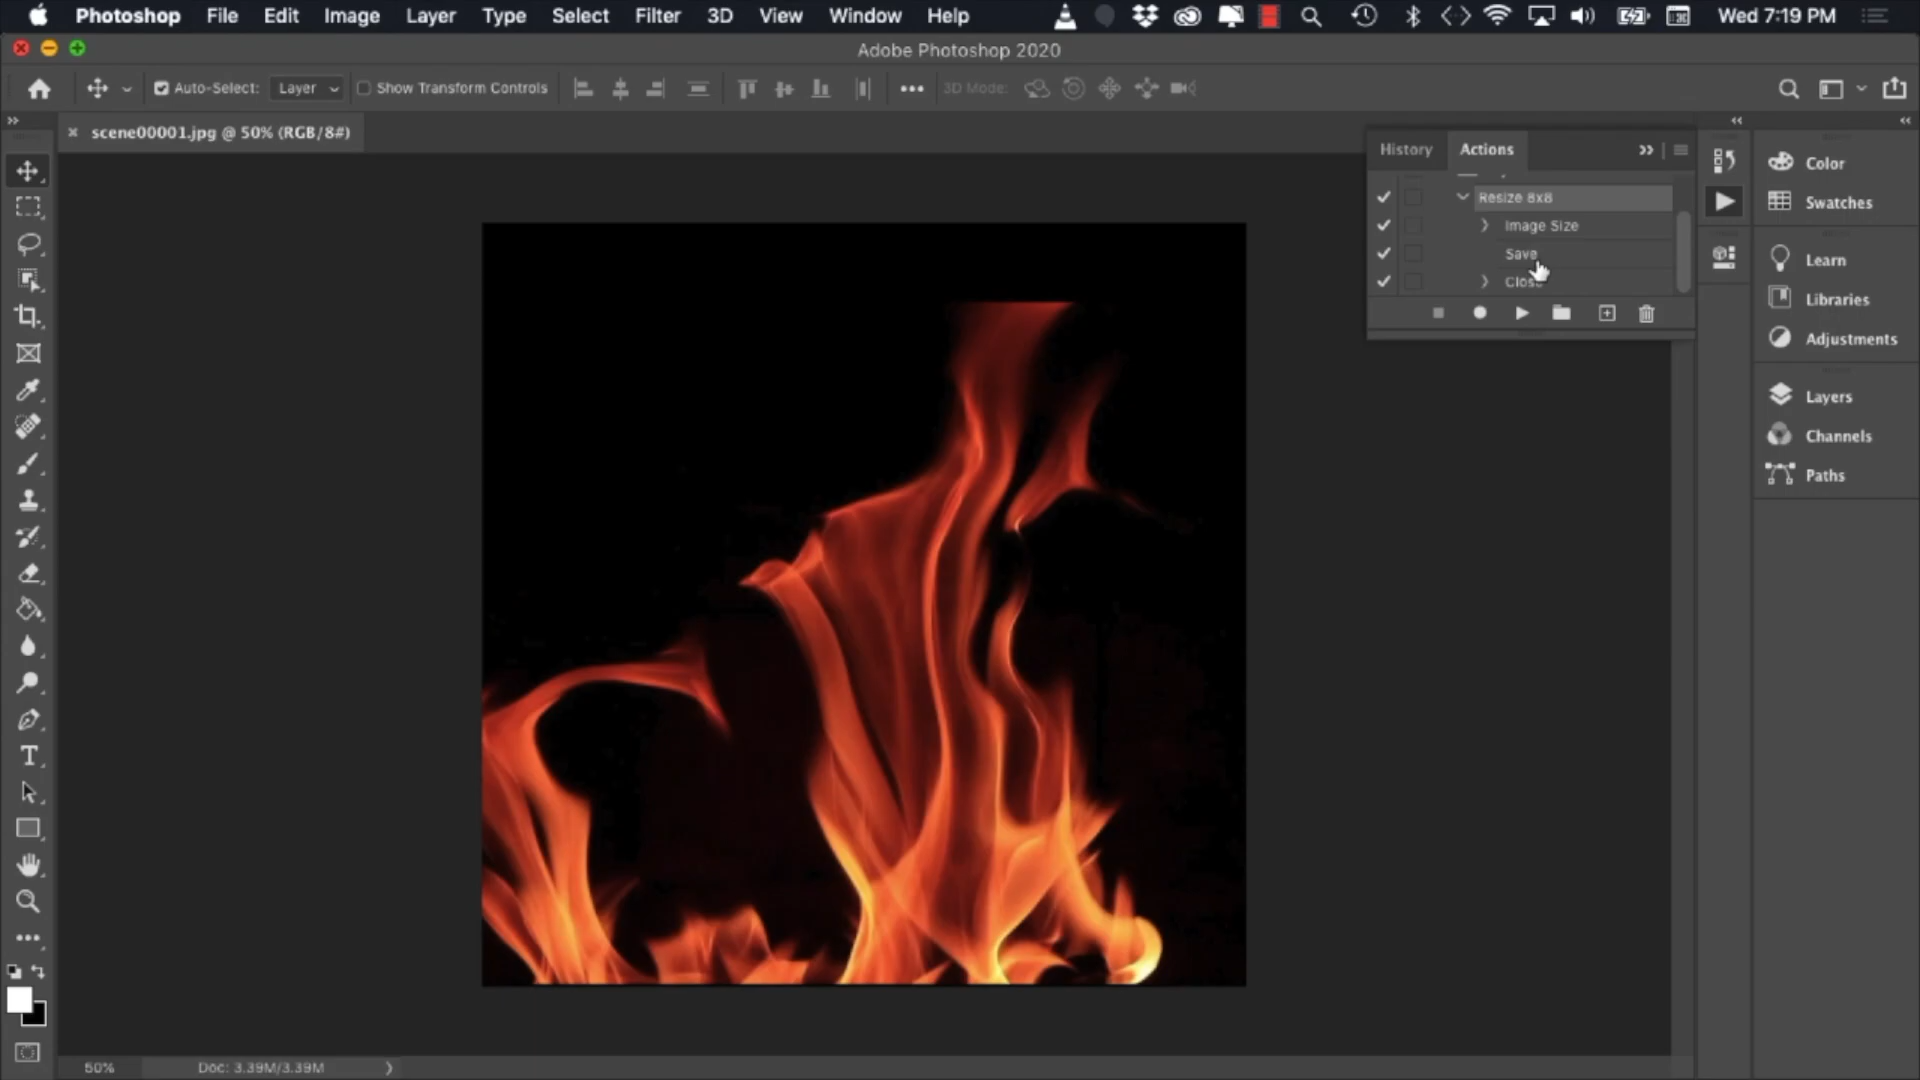 Photoshop File Edit Image Layer Type Select Filter 3D View Window Help Wed 7:19 PM
Adobe Photoshop 2020
Auto-Select: Layer Show Transform Controls 3D Mode:
scene00001.jpg @ 50% (RGB/8#)
History Actions
Resize 8x8
Image Size
Save
Close
Color
Swatches
Learn
Libraries
Adjustments
Layers
Channels
Paths
T
50% Doc: 3.39M/3.39M